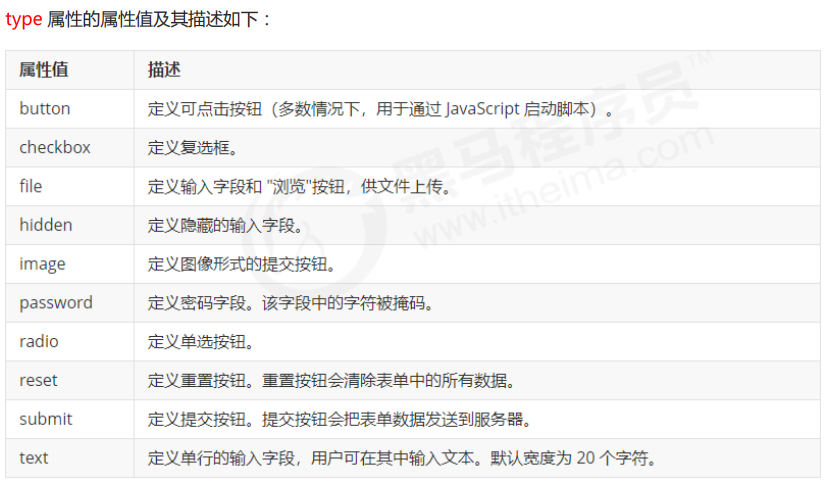 type 属性的属性值及其描述如下：
属性值 描述
button 定义可点击按钮（多数情况下，用于通过 JavaScript 启动脚本）。
checkbox 定义复选框。
file 定义输入字段和 "浏览"按钮，供文件上传。
hidden 定义隐藏的输入字段。
image 定义图像形式的提交按钮。
password 定义密码字段。该字段中的字符被掩码。
radio 定义单选按钮。
reset 定义重置按钮。重置按钮会清除表单中的所有数据。
submit 定义提交按钮。提交按钮会把表单数据发送到服务器。
text 定义单行的输入字段，用户可在其中输入文本。默认宽度为 20 个字符。
黑马程序员™
www.itheima.com